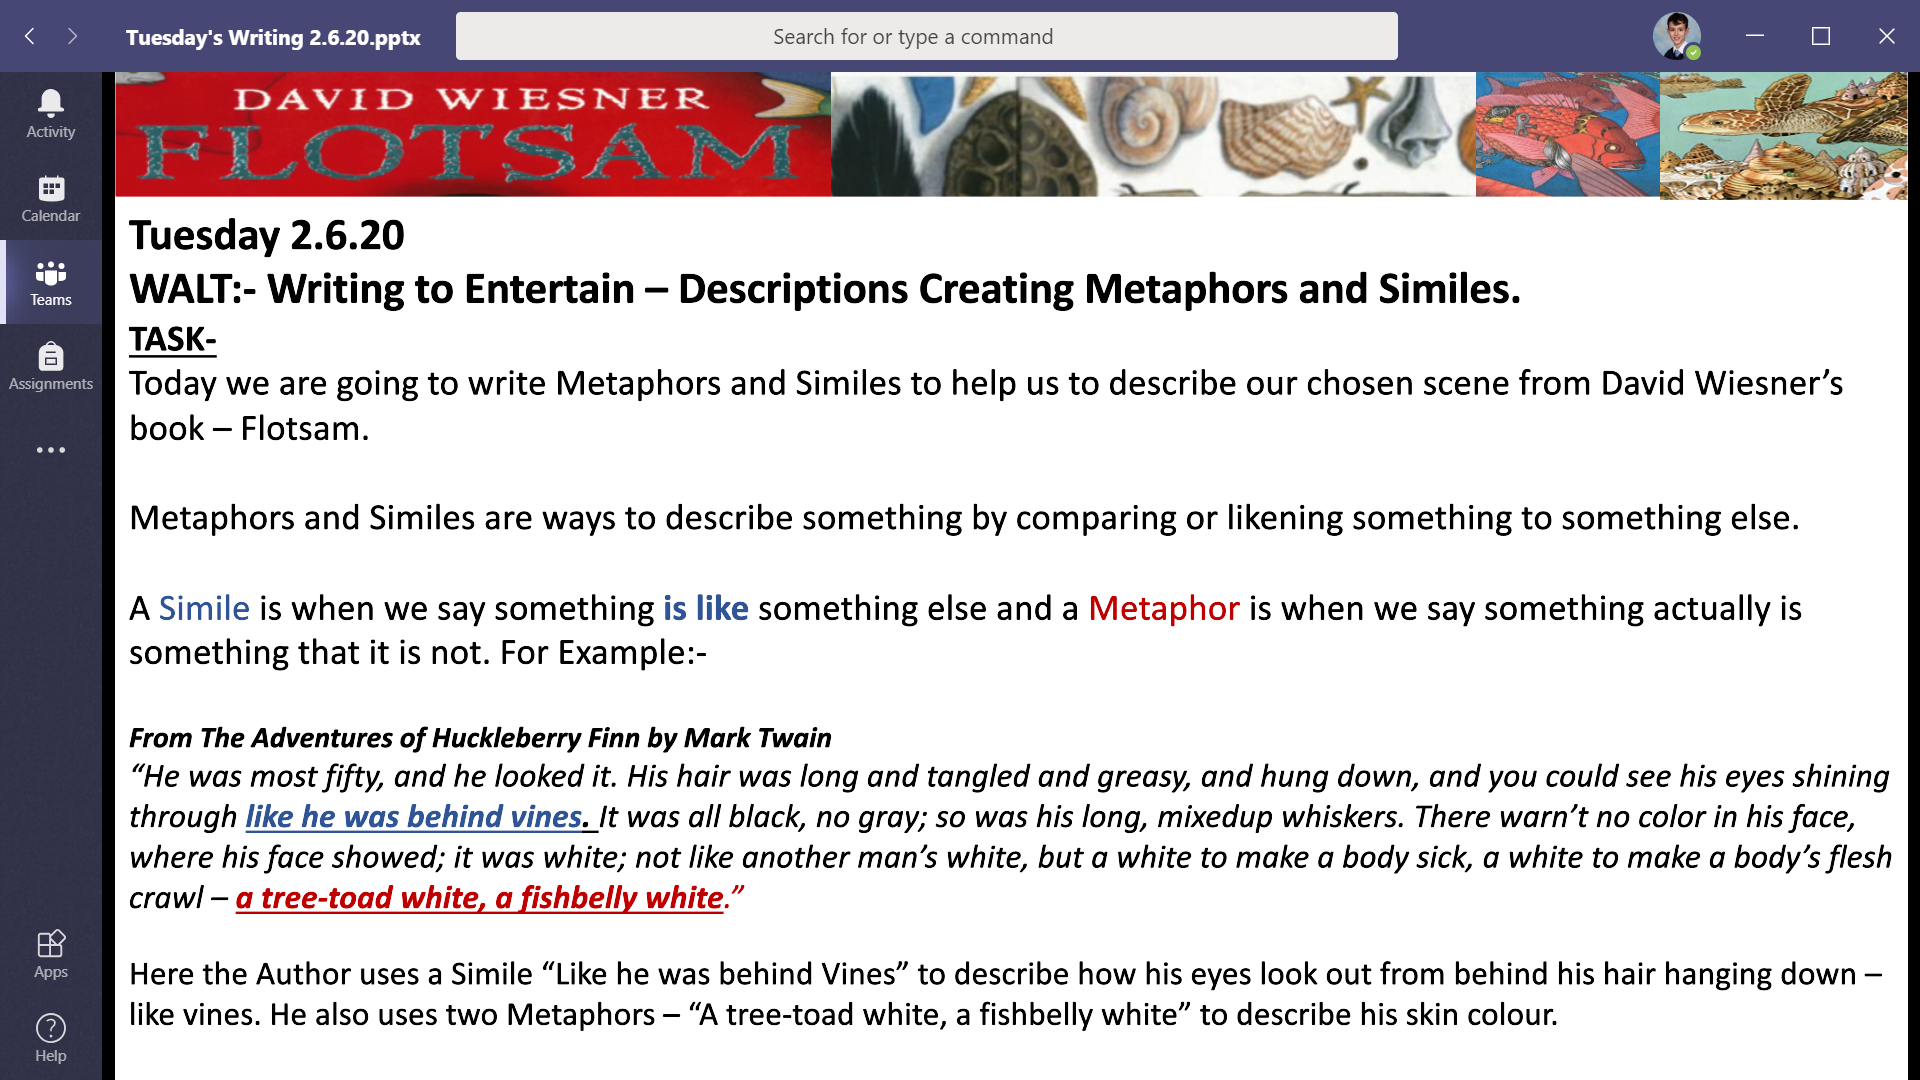 Tuesday's Writing 2.6.20.pptx
Search for or type a command
Activity
Calendar
Teams
Assignments
Apps
Help
DAVID WIESNER
FLOTSAM
Tuesday 2.6.20
WALT:- Writing to Entertain – Descriptions Creating Metaphors and Similes.
TASK-
Today we are going to write Metaphors and Similes to help us to describe our chosen scene from David Wiesner’s
book – Flotsam.
Metaphors and Similes are ways to describe something by comparing or likening something to something else.
A Simile is when we say something is like something else and a Metaphor is when we say something actually is
something that it is not. For Example:-
From The Adventures of Huckleberry Finn by Mark Twain
“He was most fifty, and he looked it. His hair was long and tangled and greasy, and hung down, and you could see his eyes shining
through like he was behind vines. It was all black, no gray; so was his long, mixedup whiskers. There warn’t no color in his face,
where his face showed; it was white; not like another man’s white, but a white to make a body sick, a white to make a body’s flesh
crawl – a tree-toad white, a fishbelly white.”
Here the Author uses a Simile “Like he was behind Vines” to describe how his eyes look out from behind his hair hanging down –
like vines. He also uses two Metaphors – “A tree-toad white, a fishbelly white” to describe his skin colour.